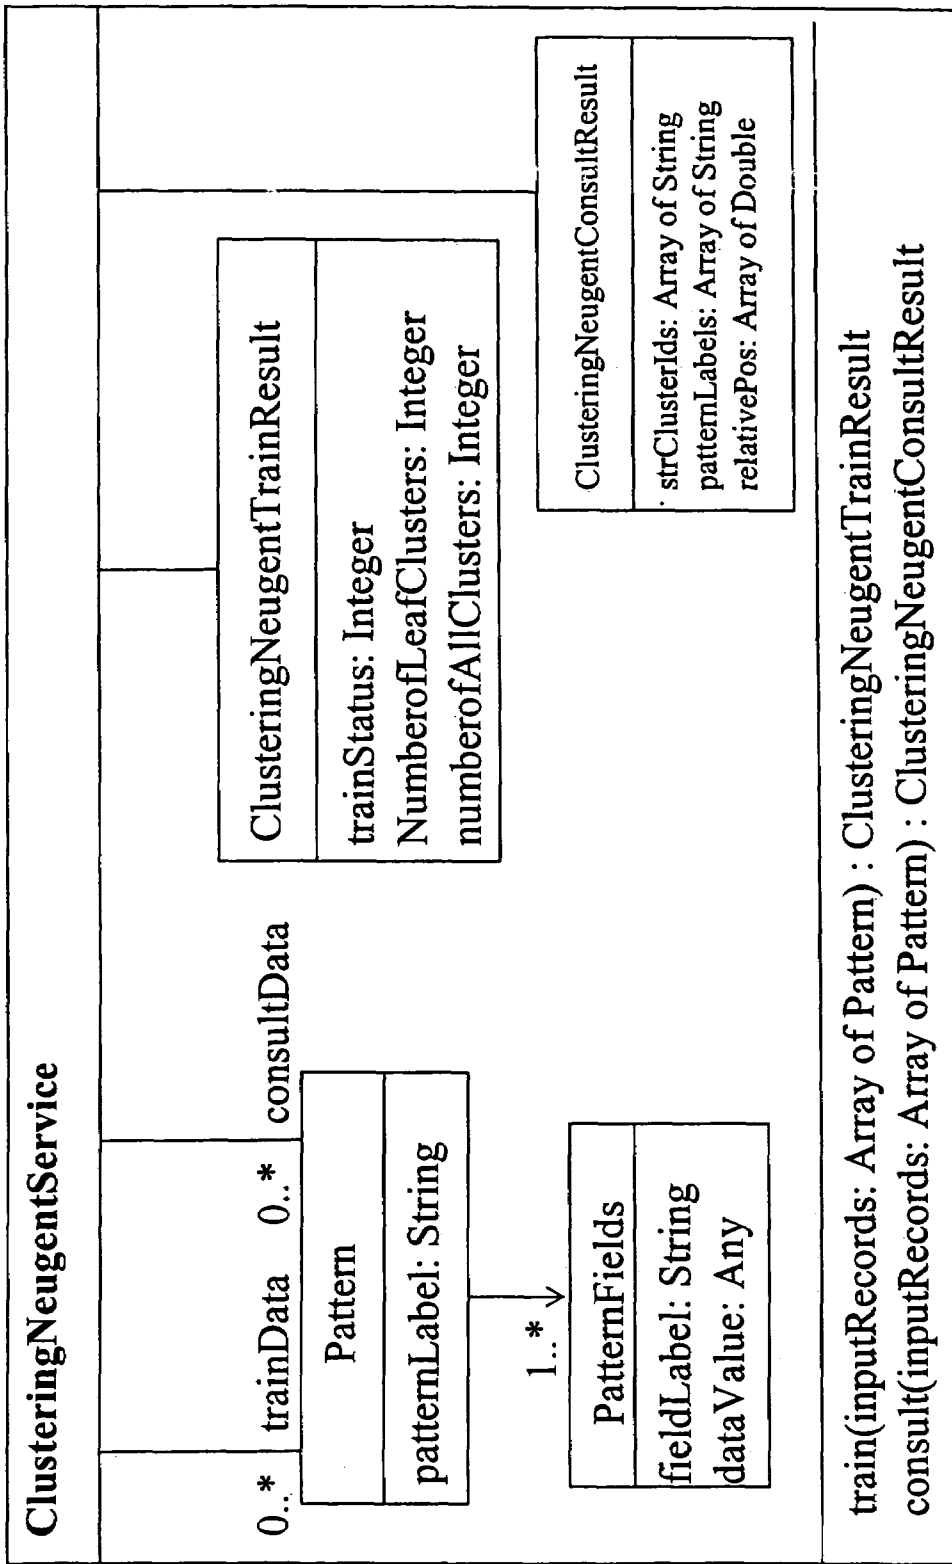 ClusteringNeugentService
0..* trainData 0..* consultData
Pattern
patternLabel: String
1..*
PatternFields
fieldLabel: String
dataValue: Any
ClusteringNeugentTrainResult
trainStatus: Integer
NumberofLeafClusters: Integer
numberofAllClusters: Integer
ClusteringNeugentConsultResult
strClusterIds: Array of String
patternLabels: Array of String
relativePos: Array of Double
train(inputRecords: Array of Pattern) : ClusteringNeugentTrainResult
consult(inputRecords: Array of Pattern) : ClusteringNeugentConsultResult